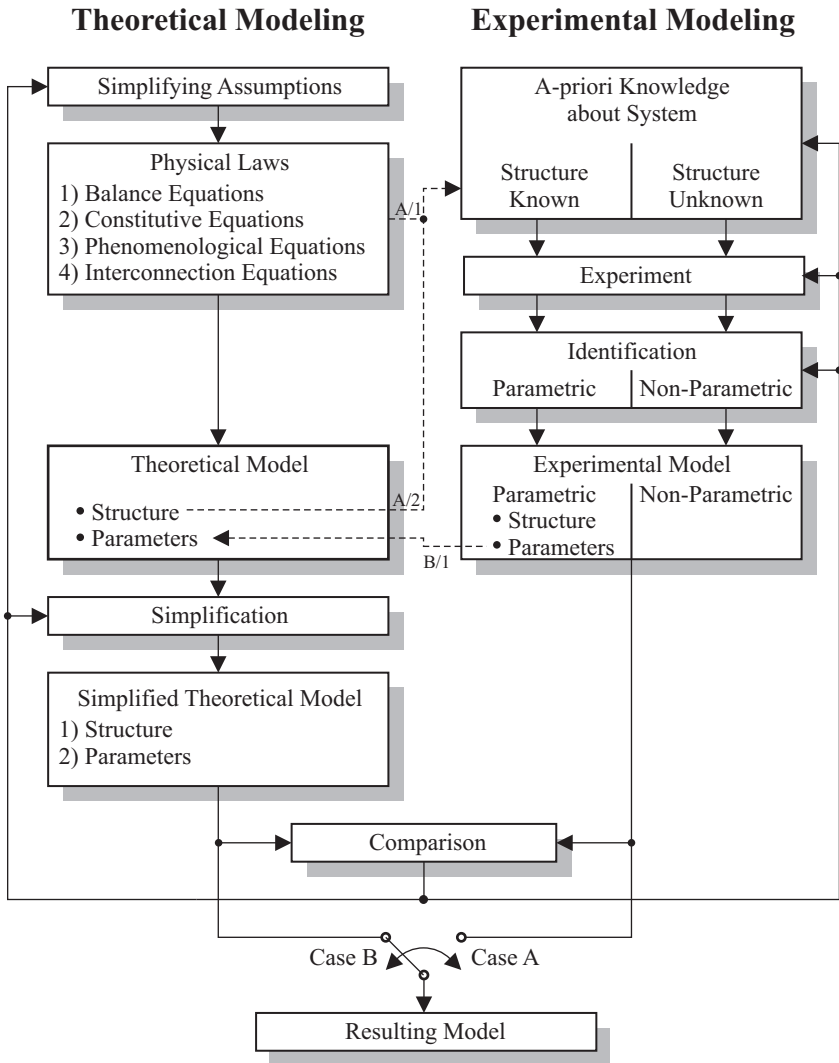 Theoretical Modeling
Experimental Modeling
Simplifying Assumptions
Physical Laws
1) Balance Equations
2) Constitutive Equations
3) Phenomenological Equations
4) Interconnection Equations
A/1
Theoretical Model
• Structure
• Parameters
A/2
B/1
Simplification
Simplified Theoretical Model
1) Structure
2) Parameters
A-priori Knowledge
about System
Structure
Known
Structure
Unknown
Experiment
Identification
Parametric
Non-Parametric
Experimental Model
Parametric
• Structure
• Parameters
Non-Parametric
Comparison
Case B
Case A
Resulting Model